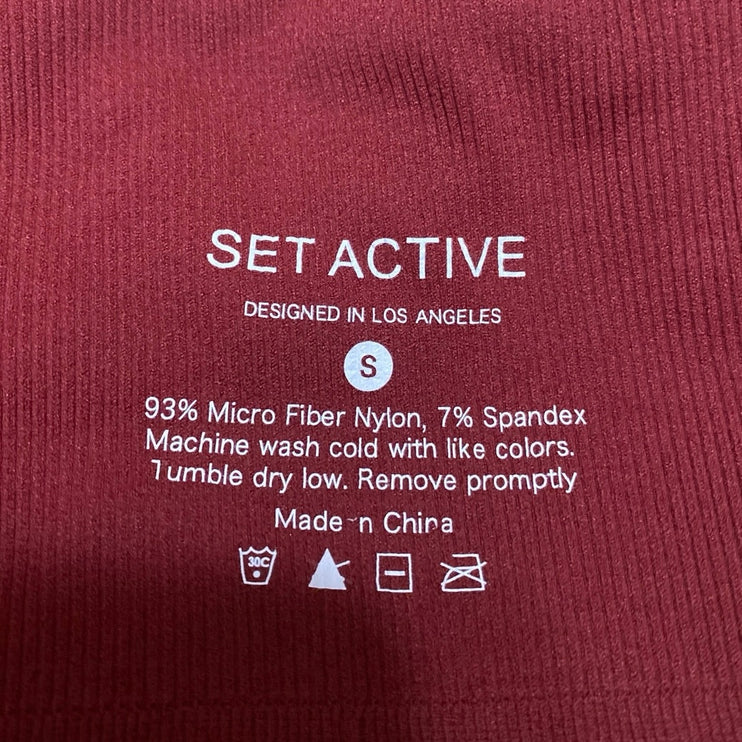 SET ACTIVE
DESIGNED IN LOS ANGELES
S
93% Micro Fiber Nylon, 7% Spandex
Machine wash cold with like colors.
Tumble dry low. Remove promptly
Made in China
30C